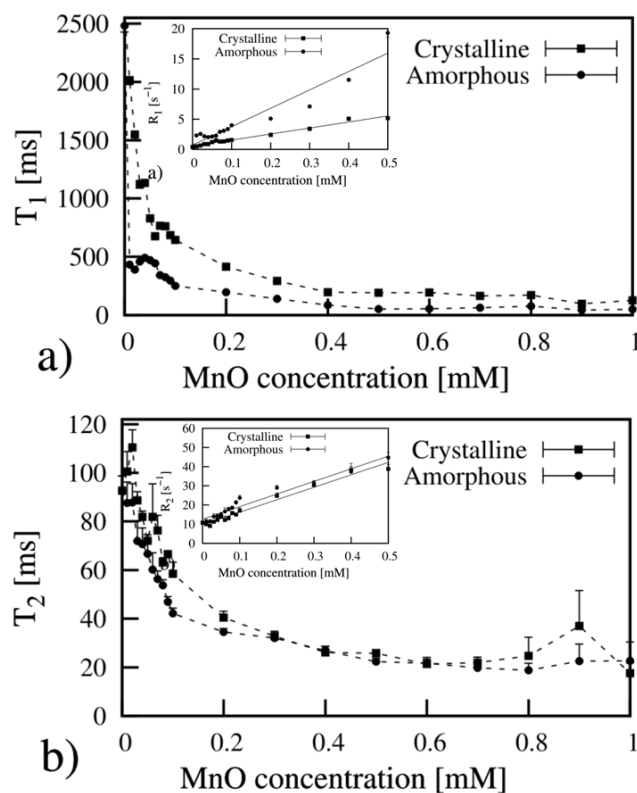 a)
2500
2000
1500
1000
500
0
T1 [ms]
Crystalline
Amorphous
20
15
10
5
0
R1 [s-1]
Crystalline
Amorphous
a)
0 0.1 0.2 0.3 0.4 0.5
MnO concentration [mM]
0 0.2 0.4 0.6 0.8 1
MnO concentration [mM]
b)
120
100
80
60
40
20
0
T2 [ms]
Crystalline
Amorphous
60
50
40
30
20
10
0
R2 [s-1]
Crystalline
Amorphous
0 0.1 0.2 0.3 0.4 0.5
MnO concentration [mM]
0 0.2 0.4 0.6 0.8 1
MnO concentration [mM]